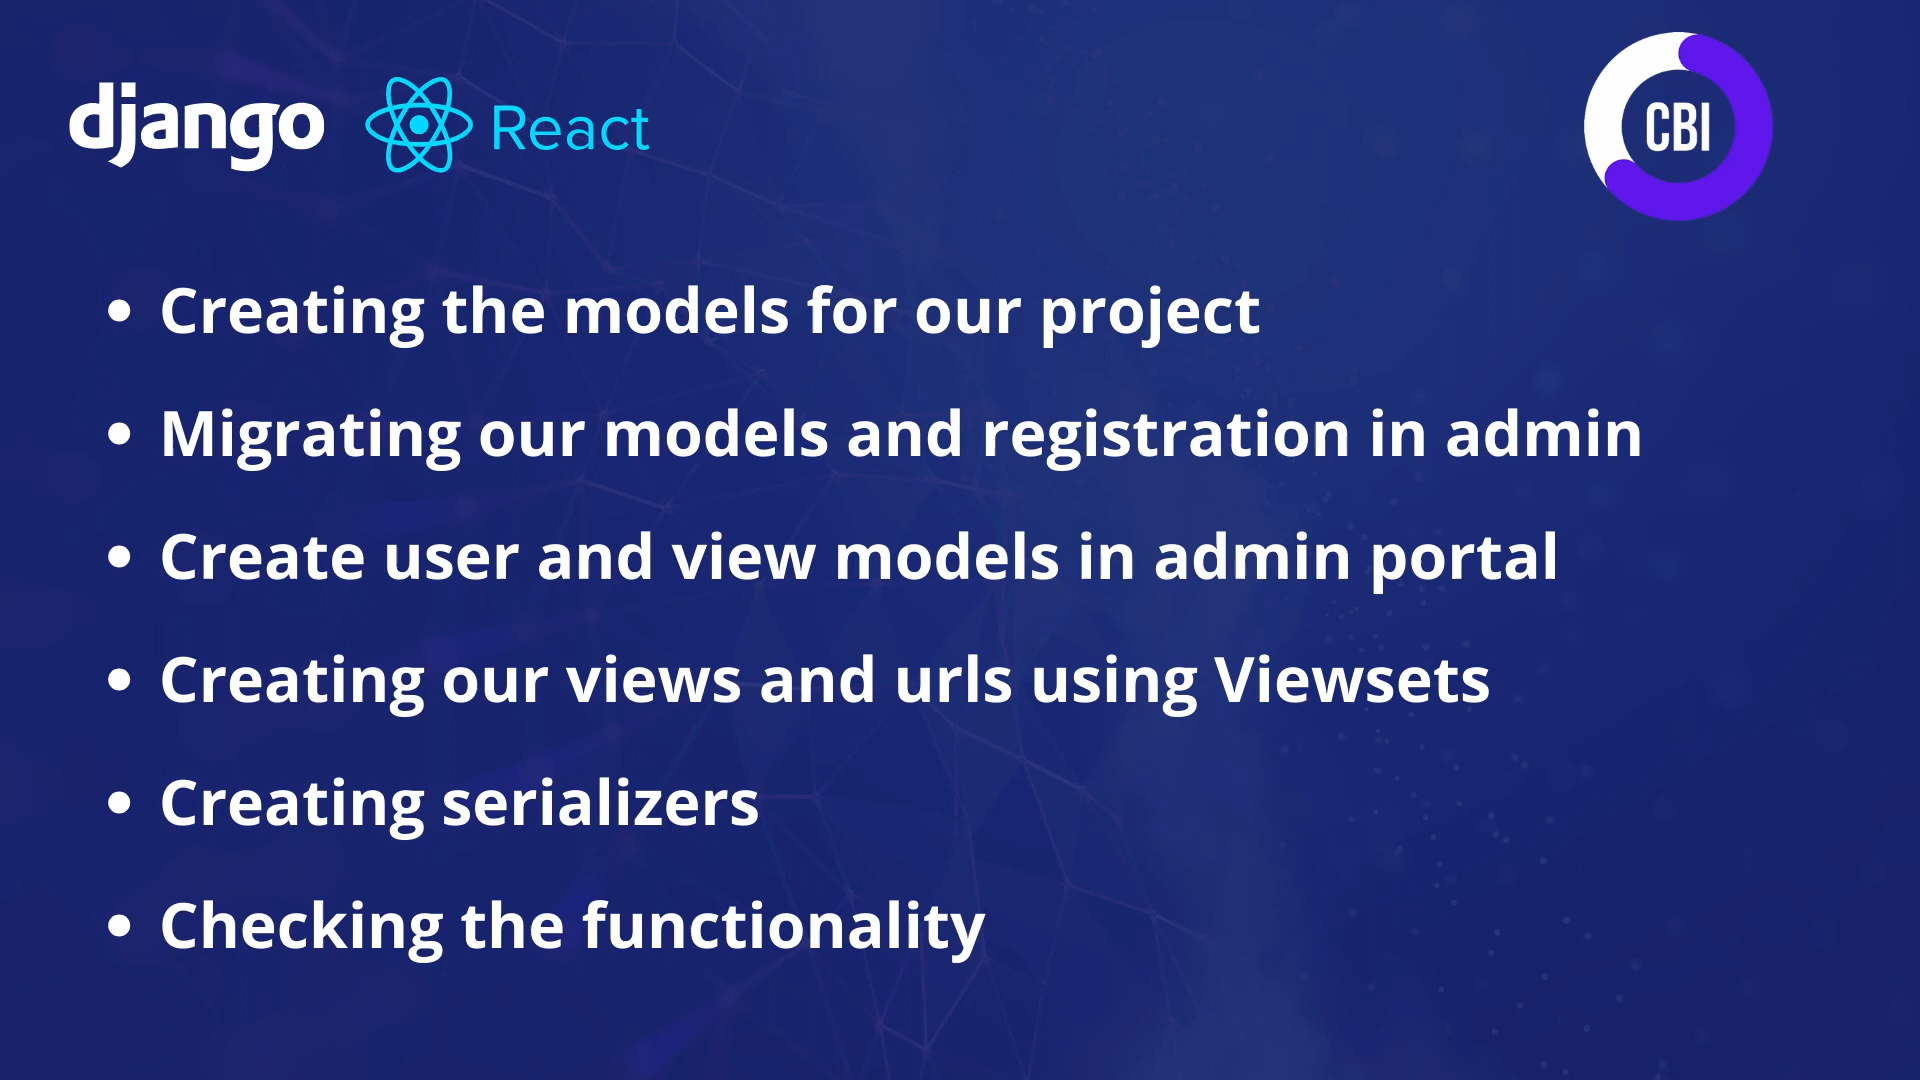 django React CBI
• Creating the models for our project
• Migrating our models and registration in admin
• Create user and view models in admin portal
• Creating our views and urls using Viewsets
• Creating serializers
• Checking the functionality